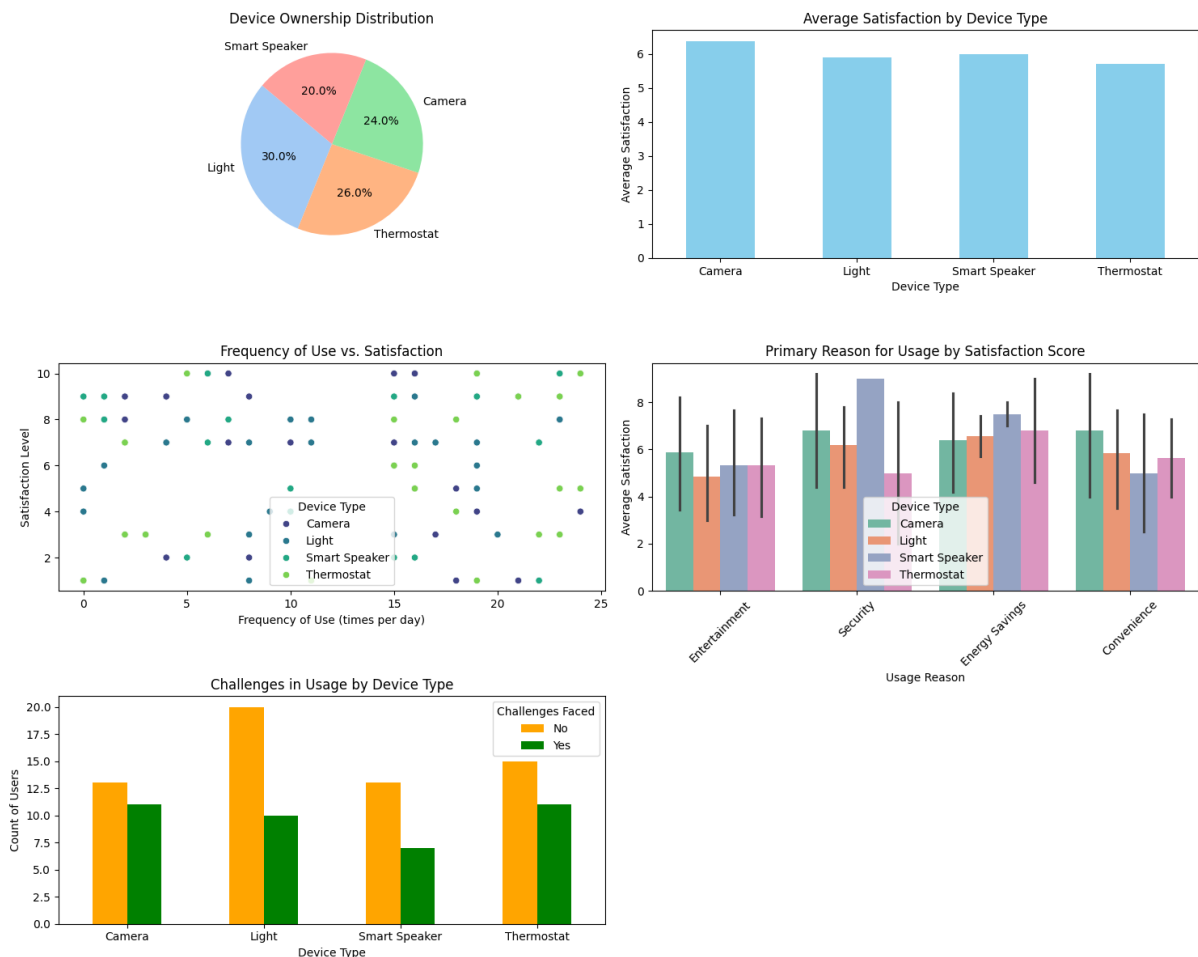 Device Ownership Distribution
Smart Speaker
20.0%
Camera
24.0%
Light
30.0%
26.0%
Thermostat
Average Satisfaction by Device Type
Average Satisfaction
6
5
4
3
2
1
0
Camera Light Smart Speaker Thermostat
Device Type
Frequency of Use vs. Satisfaction
Satisfaction Level
10
8
6
4
2
Device Type
Camera
Light
Smart Speaker
Thermostat
0 5 10 15 20 25
Frequency of Use (times per day)
Primary Reason for Usage by Satisfaction Score
Average Satisfaction
8
6
4
2
0
Device Type
Camera
Light
Smart Speaker
Thermostat
Entertainment Security Energy Savings Convenience
Usage Reason
Challenges in Usage by Device Type
Count of Users
20.0
17.5
15.0
12.5
10.0
7.5
5.0
2.5
0.0
Challenges Faced
No
Yes
Camera Light Smart Speaker Thermostat
Device Type